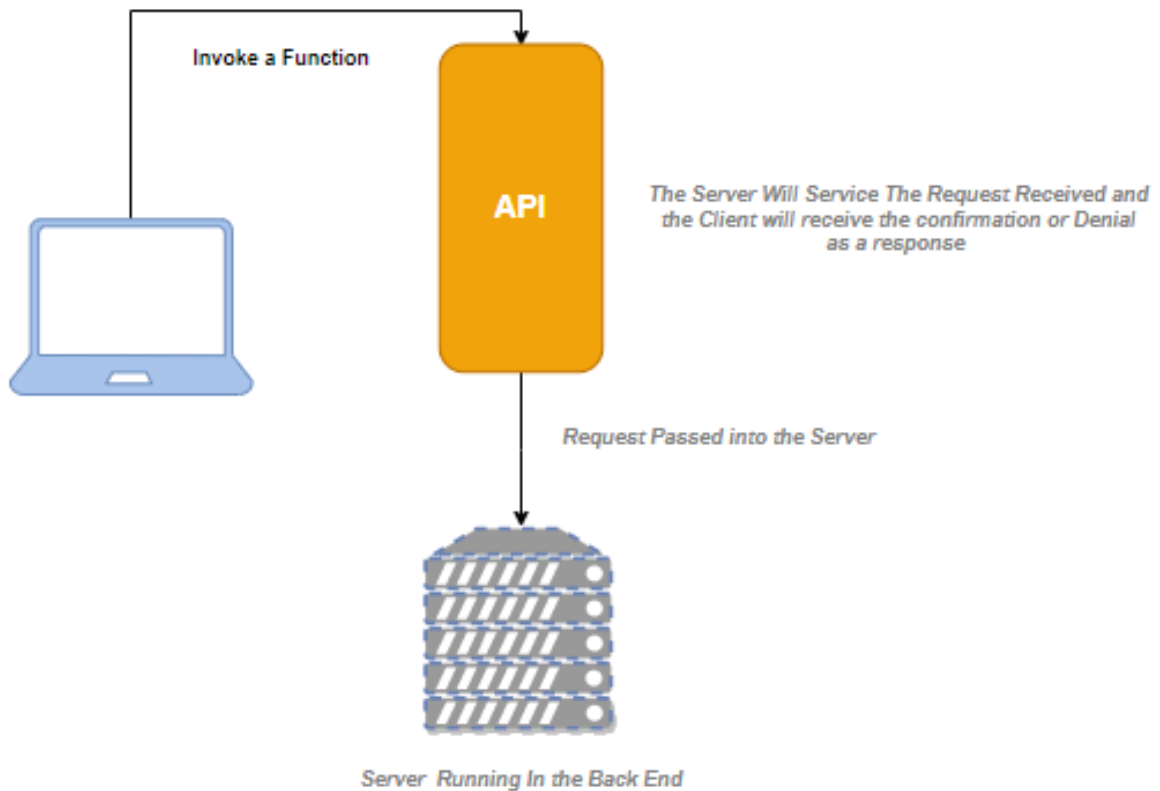 Invoke a Function
API
The Server Will Service The Request Received and
the Client will receive the confirmation or Denial
as a response
Request Passed into the Server
Server Running In the Back End